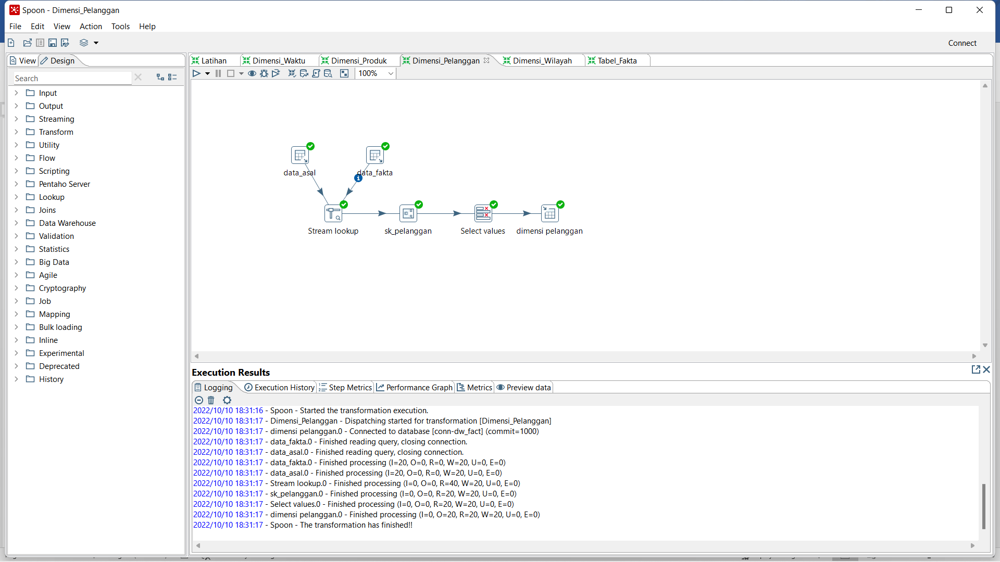 Spoon - Dimensi_Pelanggan
File Edit View Action Tools Help
Connect
View Design
Search
Input
Output
Streaming
Transform
Utility
Flow
Scripting
Pentaho Server
Lookup
Joins
Data Warehouse
Validation
Statistics
Big Data
Agile
Cryptography
Job
Mapping
Bulk loading
Inline
Experimental
Deprecated
History
Latihan Dimensi_Waktu Dimensi_Produk Dimensi_Pelanggan Dimensi_Wilayah Tabel_Fakta
100%
data_asal data_fakta
Stream lookup sk_pelanggan Select values dimensi pelanggan
Execution Results
Logging Execution History Step Metrics Performance Graph Metrics Preview data
2022/10/10 18:31:16 - Spoon - Started the transformation execution.
2022/10/10 18:31:17 - Dimensi_Pelanggan - Dispatching started for transformation [Dimensi_Pelanggan]
2022/10/10 18:31:17 - dimensi pelanggan.0 - Connected to database [conn-dw_fact] (commit=1000)
2022/10/10 18:31:17 - data_fakta.0 - Finished reading query, closing connection.
2022/10/10 18:31:17 - data_asal.0 - Finished reading query, closing connection.
2022/10/10 18:31:17 - data_fakta.0 - Finished processing (I=20, O=0, R=0, W=20, U=0, E=0)
2022/10/10 18:31:17 - data_asal.0 - Finished processing (I=20, O=0, R=0, W=20, U=0, E=0)
2022/10/10 18:31:17 - Stream lookup.0 - Finished processing (I=0, O=0, R=40, W=20, U=0, E=0)
2022/10/10 18:31:17 - sk_pelanggan.0 - Finished processing (I=0, O=0, R=20, W=20, U=0, E=0)
2022/10/10 18:31:17 - Select values.0 - Finished processing (I=0, O=0, R=20, W=20, U=0, E=0)
2022/10/10 18:31:17 - dimensi pelanggan.0 - Finished processing (I=0, O=20, R=20, W=20, U=0, E=0)
2022/10/10 18:31:17 - Spoon - The transformation has finished!!